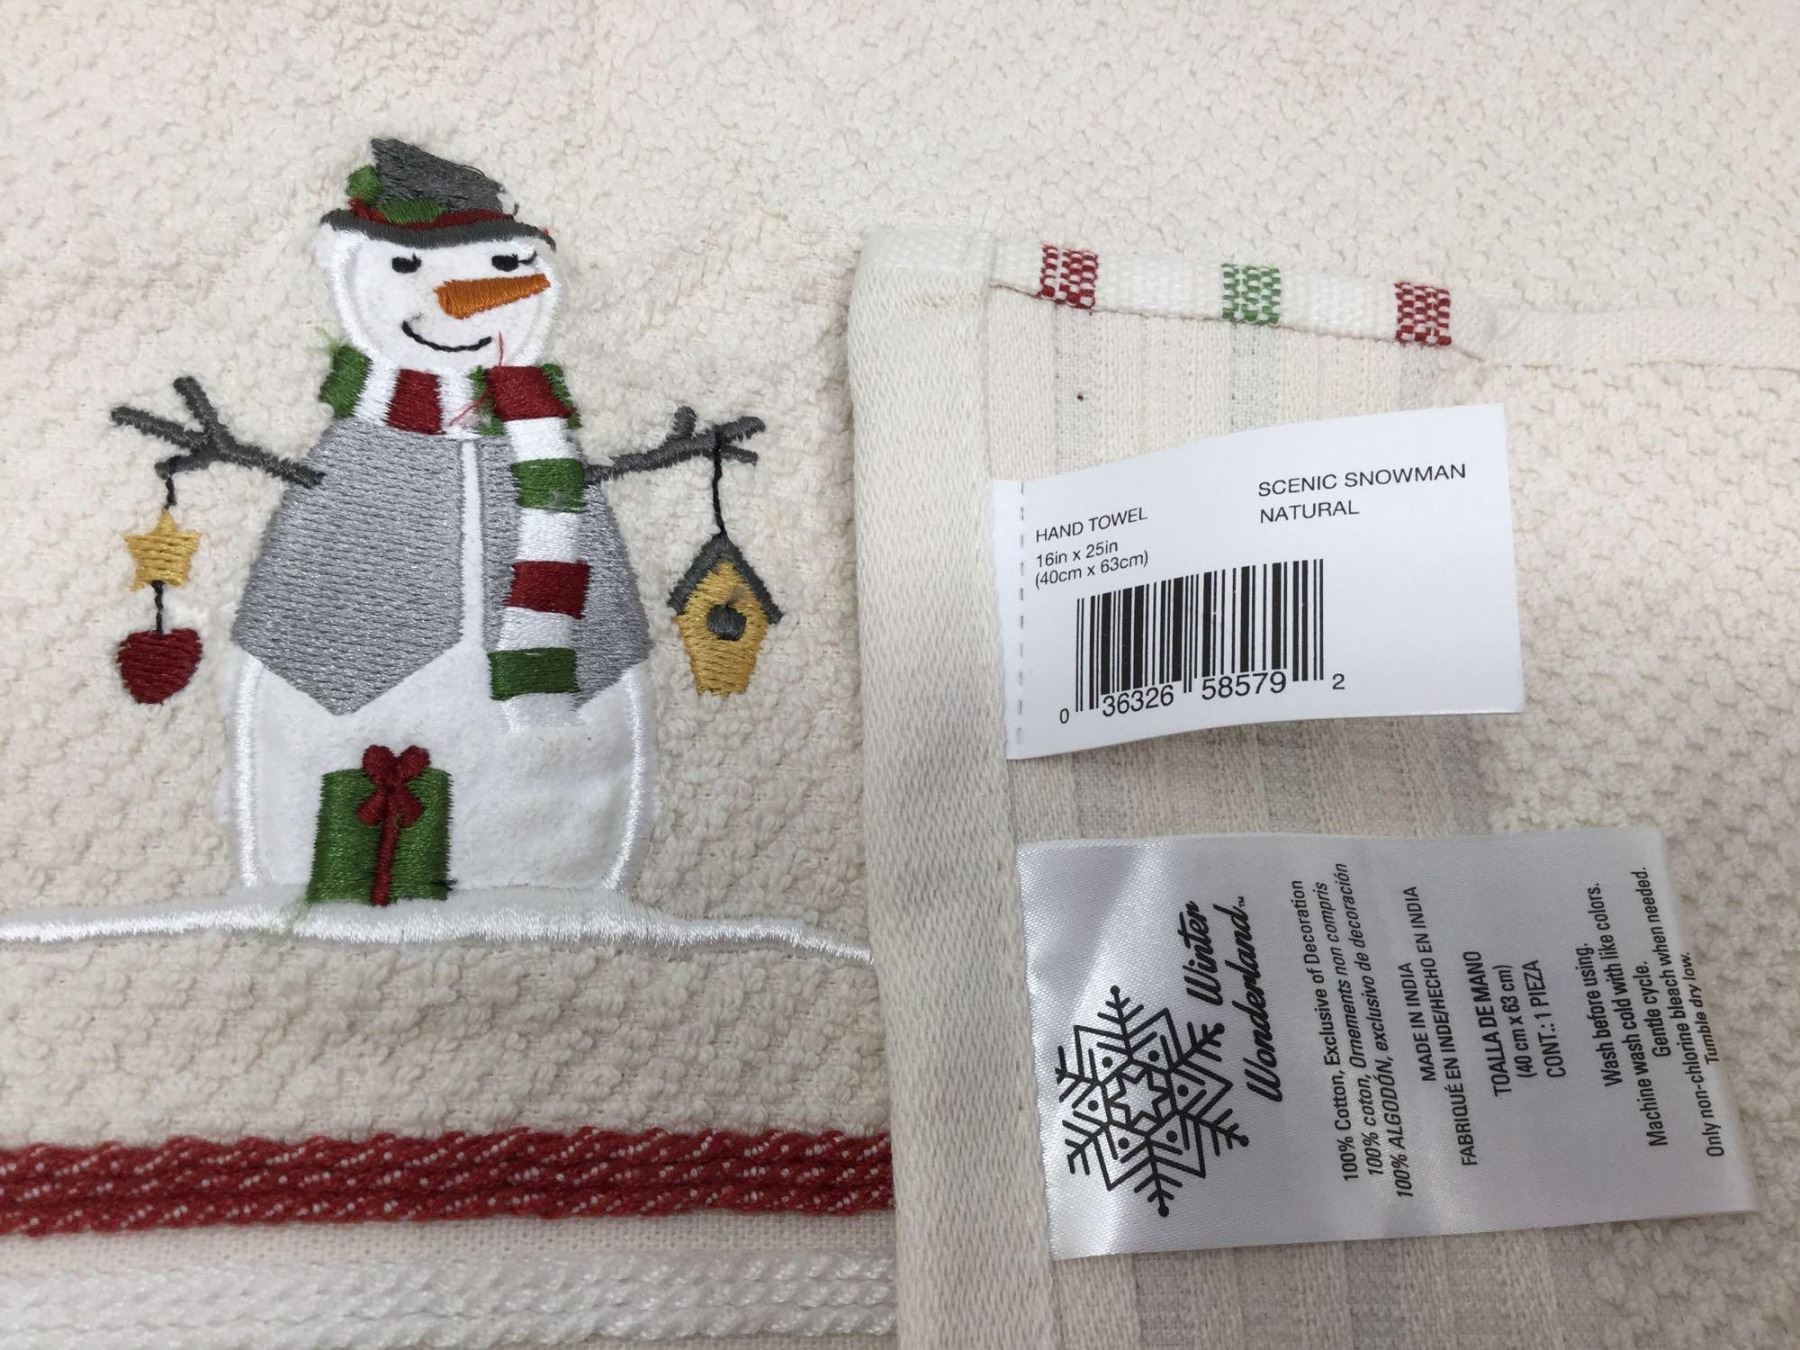 HAND TOWEL
16in x 25in
(40cm x 63cm)
SCENIC SNOWMAN
NATURAL
0 36326 58579 2
Winter
Wonderland™
100% Cotton, Exclusive of Decoration
100% coton, Ornements non compris
100% ALGODÓN, exclusivo de decoración
MADE IN INDIA
FABRIQUÉ EN INDE/HECHO EN INDIA
TOALLA DE MANO
(40 cm x 63 cm)
CONT.: 1 PIEZA
Wash before using.
Machine wash cold with like colors.
Gentle cycle.
Only non-chlorine bleach when needed.
Tumble dry low.